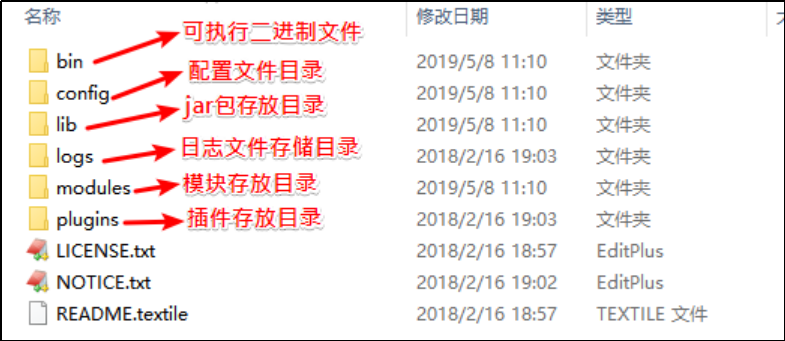 名称 修改日期 类型
bin 可执行二进制文件 2019/5/8 11:10 文件夹
config 配置文件目录 2019/5/8 11:10 文件夹
lib jar包存放目录 2019/5/8 11:10 文件夹
logs 日志文件存储目录 2018/2/16 19:03 文件夹
modules 模块存放目录 2019/5/8 11:10 文件夹
plugins 插件存放目录 2018/2/16 19:03 文件夹
LICENSE.txt 2018/2/16 18:57 EditPlus
NOTICE.txt 2018/2/16 19:02 EditPlus
README.textile 2018/2/16 18:57 TEXTILE 文件